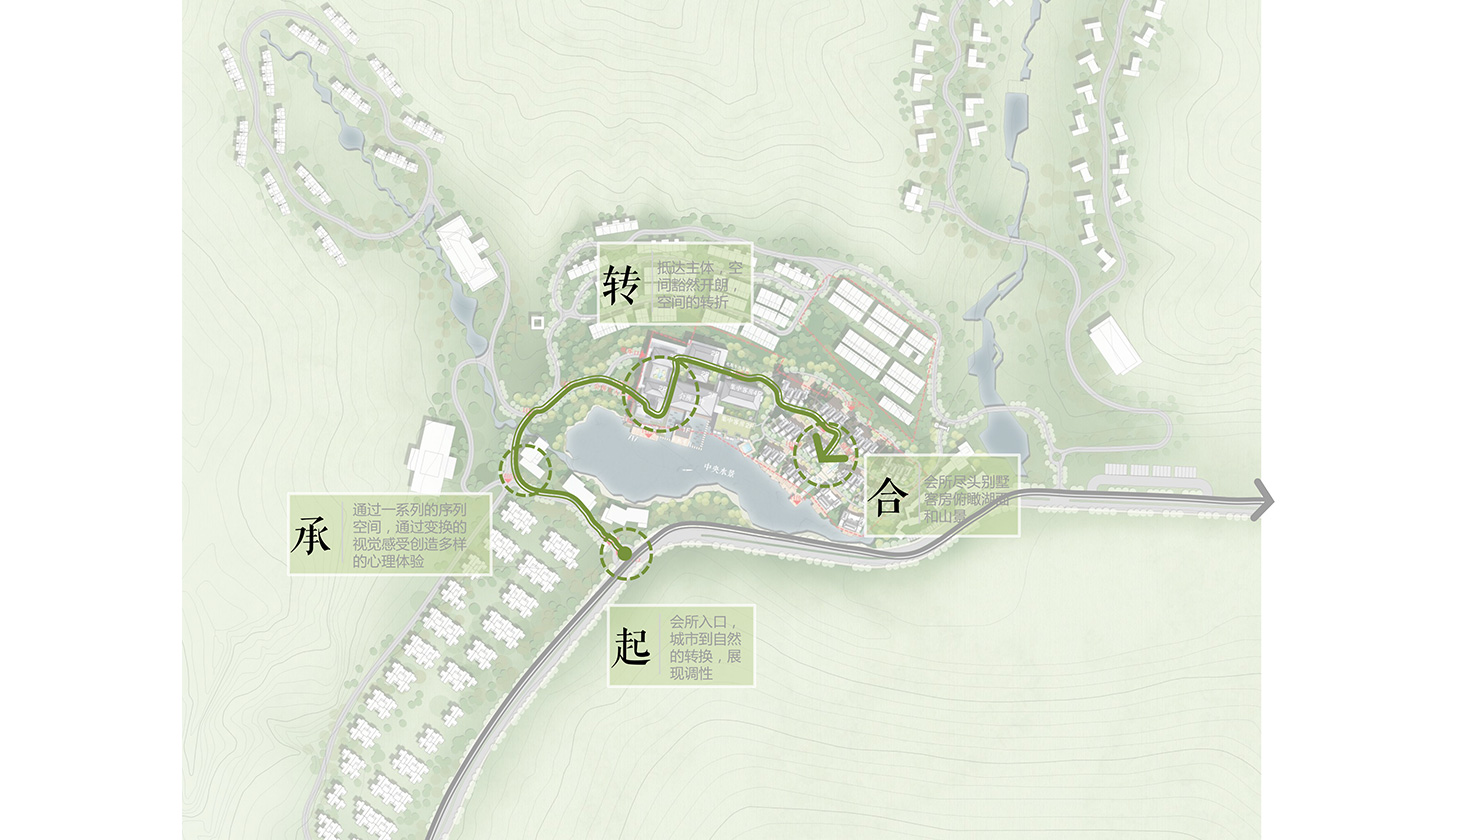 转
抵达主体，空
间豁然开朗，
空间的转折
中央水景
承
通过一系列的序列
空间，通过变换的
视觉感受创造多样
的心理体验
合
会所尽头别墅
客房俯瞰湖面
和山景
起
会所入口，
城市到自然
的转换，展
现调性